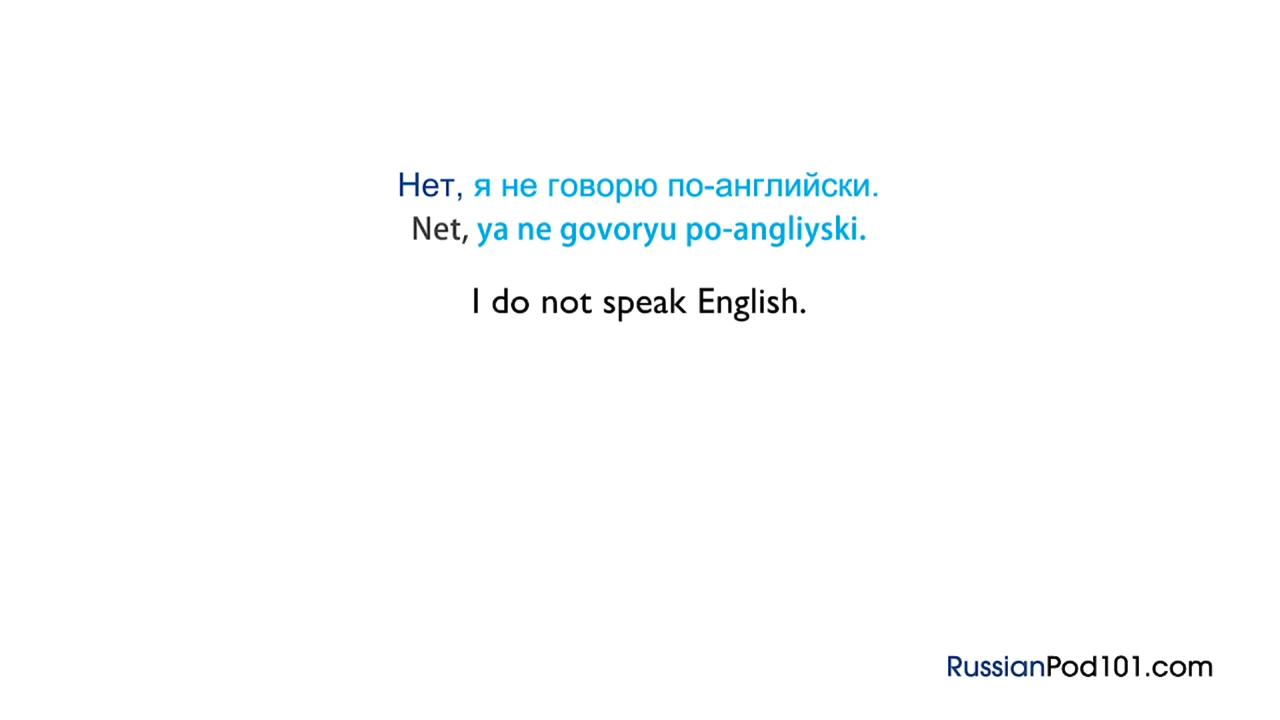 Нет, я не говорю по-английски.
Net, ya ne govoryu po-angliyski.
I do not speak English.
RussianPod101.com